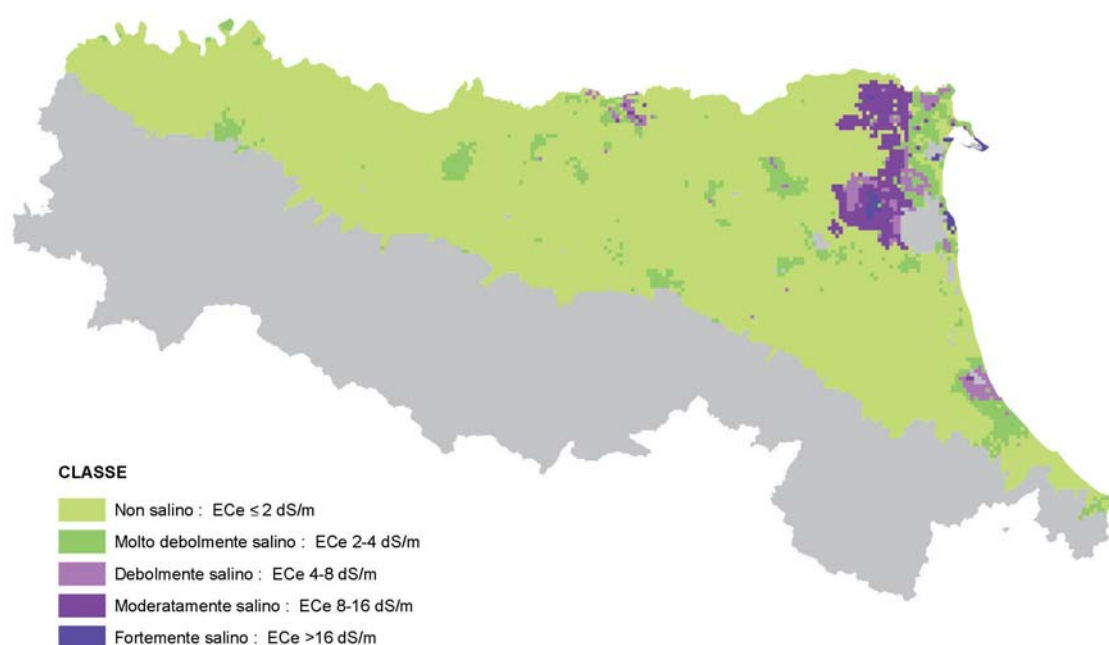 CLASSE
Non salino : ECe ≤ 2 dS/m
Molto debolmente salino : ECe 2-4 dS/m
Debolmente salino : ECe 4-8 dS/m
Moderatamente salino : ECe 8-16 dS/m
Fortemente salino : ECe >16 dS/m